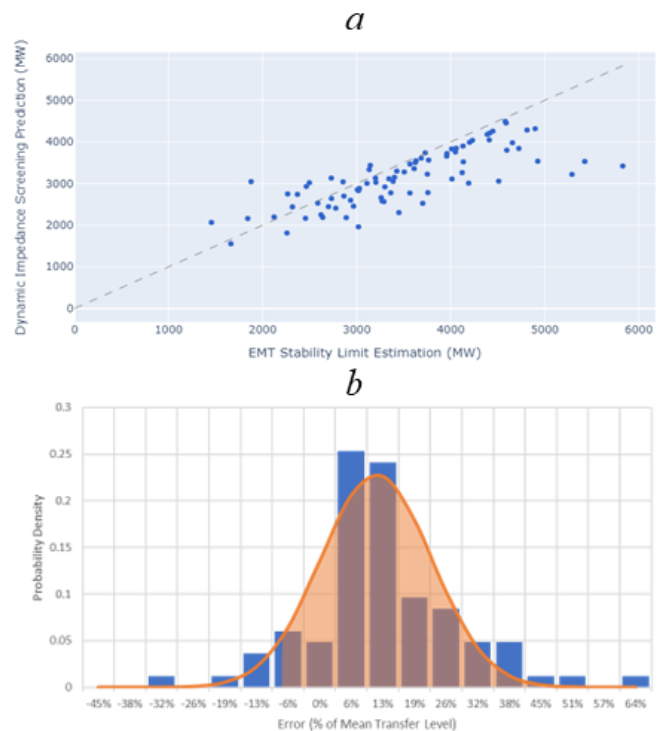 a
Dynamic Impedance Screening Prediction (MW)
6000
5000
4000
3000
2000
1000
0
0 1000 2000 3000 4000 5000 6000
EMT Stability Limit Estimation (MW)
b
Probability Density
0.3
0.25
0.2
0.15
0.1
0.05
0
-45% -38% -32% -26% -19% -13% -6% 0% 6% 13% 19% 26% 32% 38% 45% 51% 57% 64%
Error (% of Mean Transfer Level)